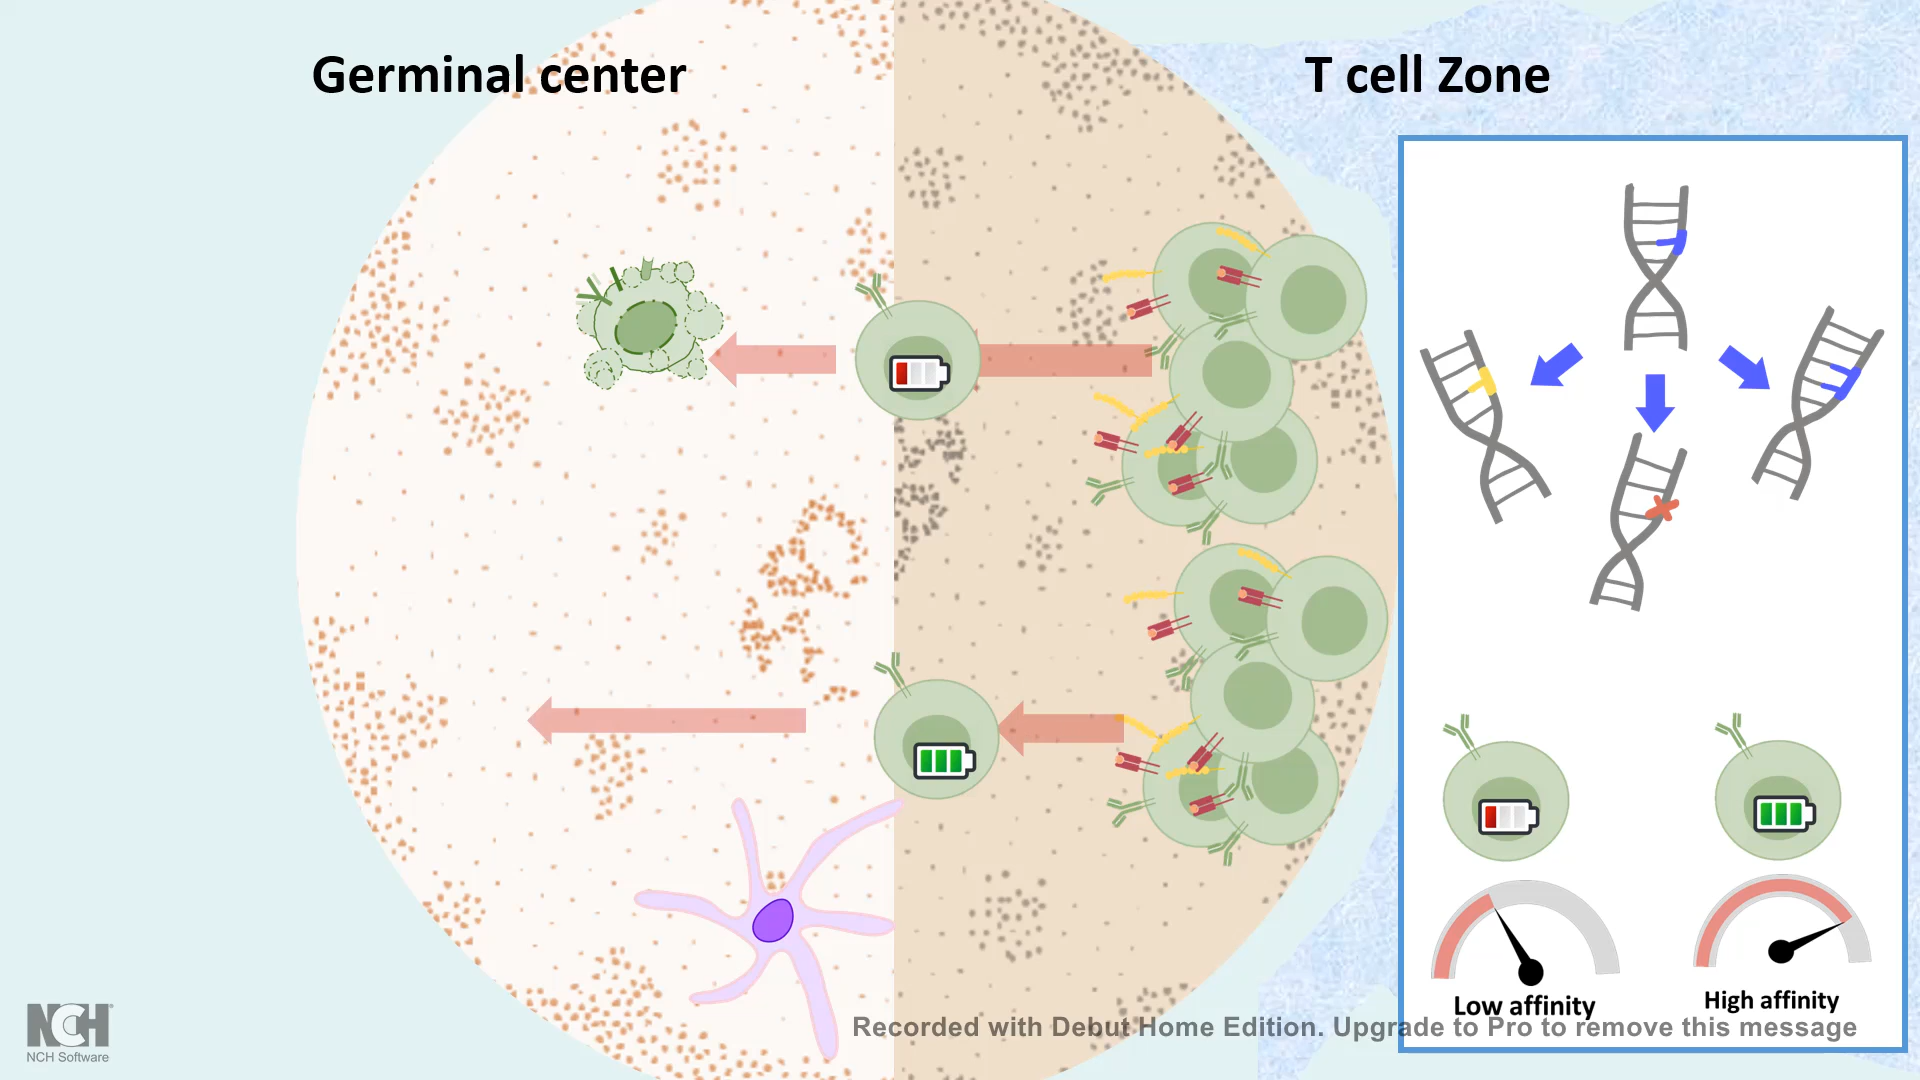 Germinal center
T cell Zone
Low affinity
High affinity
Recorded with Debut Home Edition. Upgrade to Pro to remove this message
NCH
NCH Software